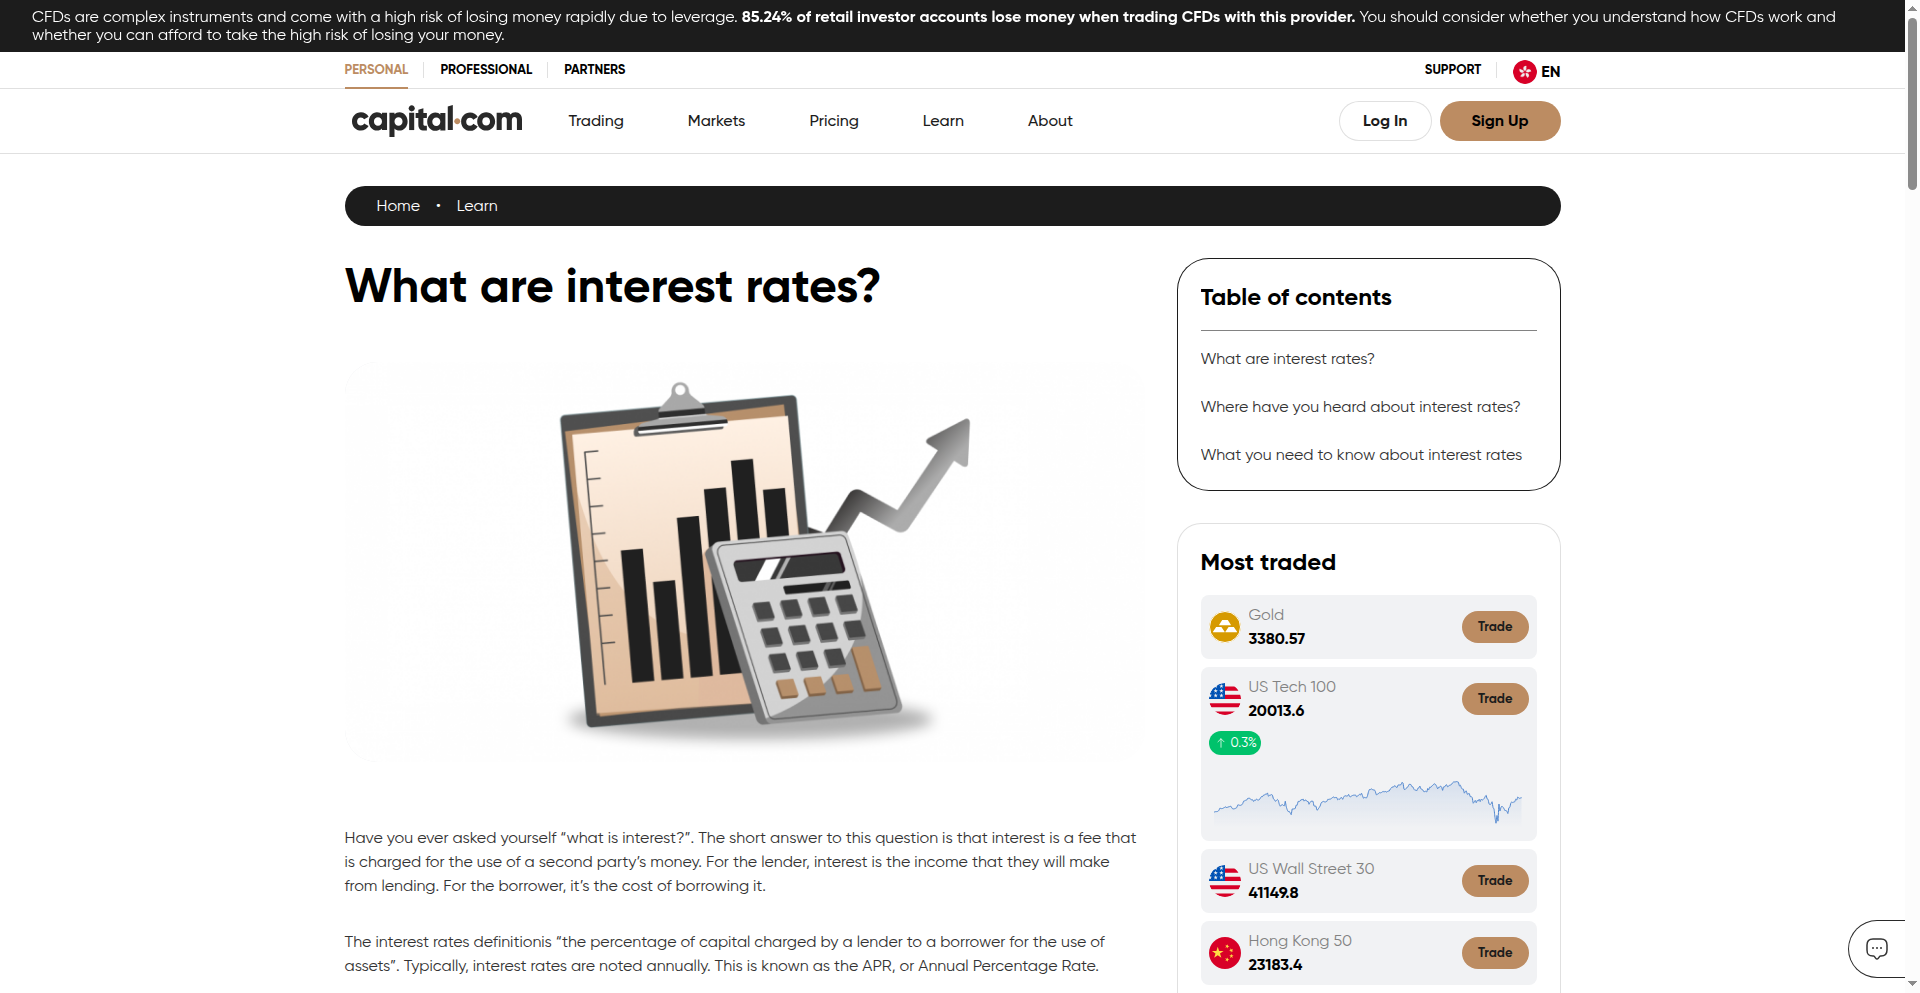 CFDs are complex instruments and come with a high risk of losing money rapidly due to leverage. 85.24% of retail investor accounts lose money when trading CFDs with this provider. You should consider whether you understand how CFDs work and
whether you can afford to take the high risk of losing your money.
PERSONAL
PROFESSIONAL
PARTNERS
SUPPORT
EN
capital.com
Trading
Markets
Pricing
Learn
About
Log In
Sign Up
Home • Learn
What are interest rates?
Have you ever asked yourself “what is interest?”. The short answer to this question is that interest is a fee that
is charged for the use of a second party’s money. For the lender, interest is the income that they will make
from lending. For the borrower, it’s the cost of borrowing it.
The interest rates definitionis “the percentage of capital charged by a lender to a borrower for the use of
assets”. Typically, interest rates are noted annually. This is known as the APR, or Annual Percentage Rate.
Table of contents
What are interest rates?
Where have you heard about interest rates?
What you need to know about interest rates
Most traded
Gold
3380.57
Trade
US Tech 100
20013.6
Trade
↑ 0.3%
US Wall Street 30
41149.8
Trade
Hong Kong 50
23183.4
Trade